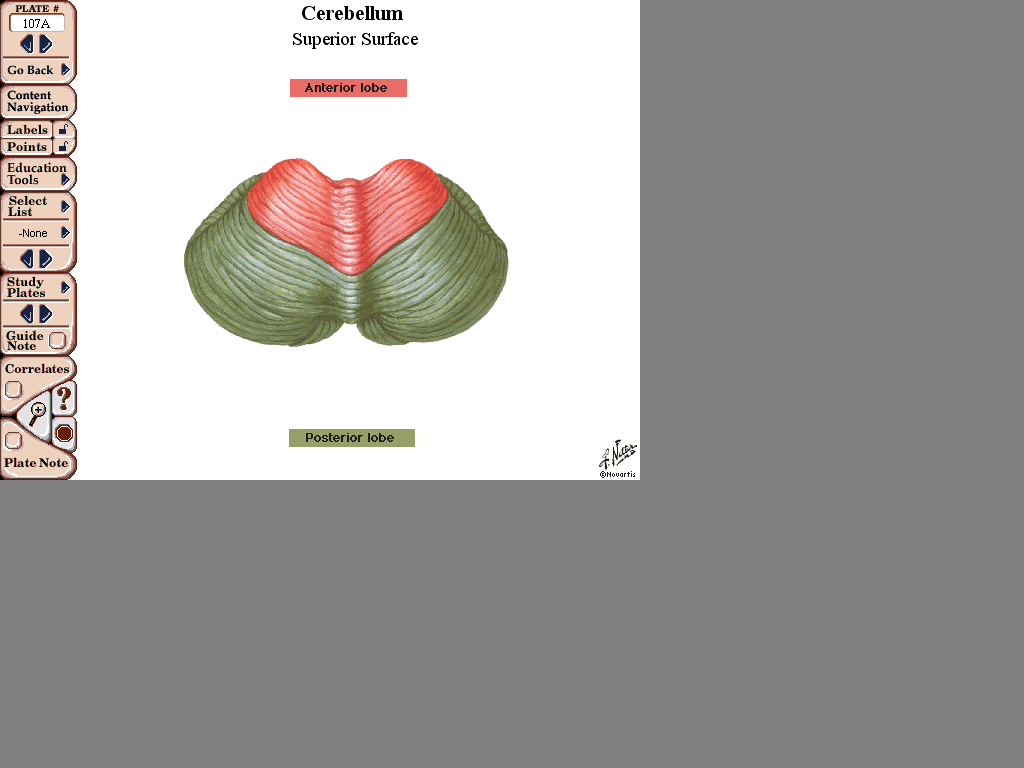 PLATE #
107A
Go Back
Content
Navigation
Labels
Points
Education
Tools
Select
List
-None
Study
Plates
Guide
Note
Correlates
?
Plate Note
Cerebellum
Superior Surface
Anterior lobe
Posterior lobe
©Novartis